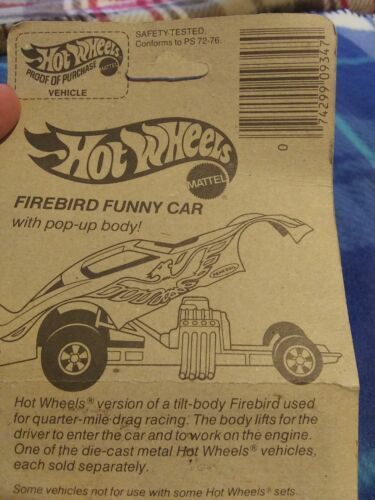 Hot Wheels
MATTEL
PROOF OF PURCHASE
VEHICLE
SAFETY-TESTED.
Conforms to PS 72-76.
74299-09347
0
Hot Wheels®
MATTEL
FIREBIRD FUNNY CAR
with pop-up body!
Hot Wheels® version of a tilt-body Firebird used
for quarter-mile drag racing. The body lifts for the
driver to enter the car and to work on the engine.
One of the die-cast metal Hot Wheels® vehicles,
each sold separately.
Some vehicles not for use with some Hot Wheels® sets.